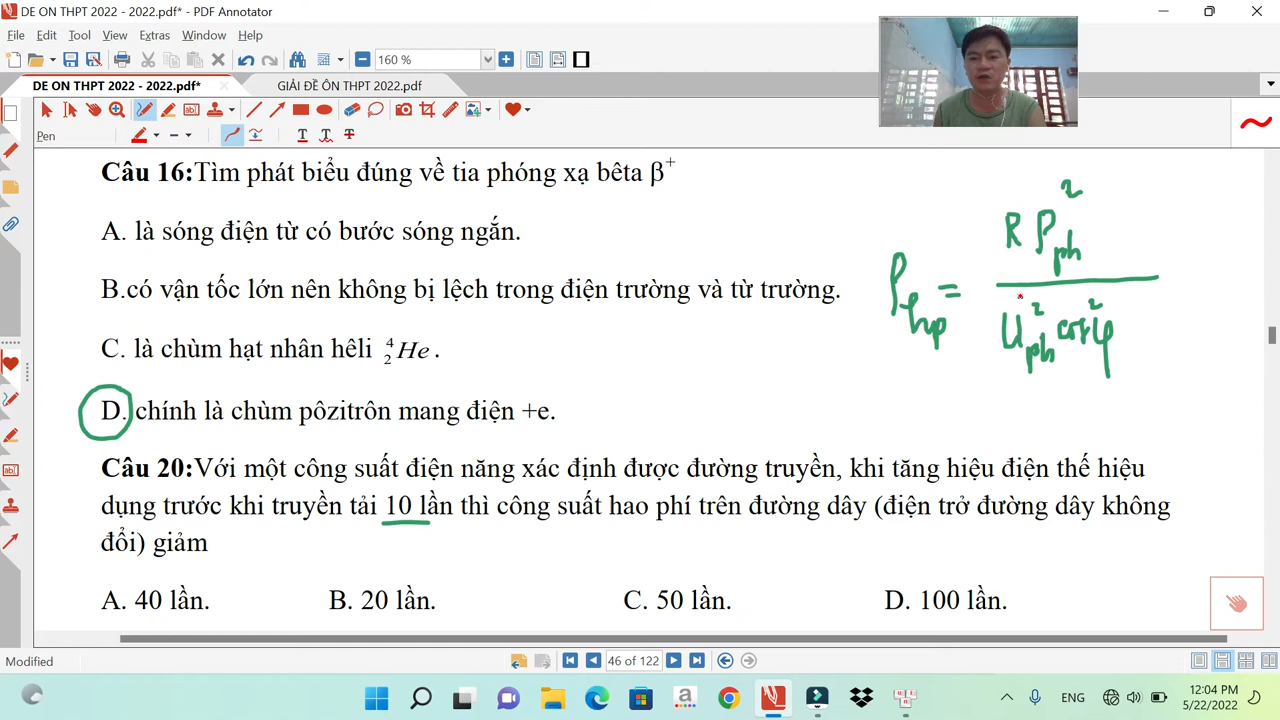 DE ON THPT 2022 - 2022.pdf* - PDF Annotator
File Edit Tool View Extras Window Help
160 %
DE ON THPT 2022 - 2022.pdf* GIẢI ĐỀ ÔN THPT 2022.pdf
Pen
Câu 16:Tìm phát biểu đúng về tia phóng xạ bêta β⁺
A. là sóng điện từ có bước sóng ngắn.
B.có vận tốc lớn nên không bị lệch trong điện trường và từ trường.
C. là chùm hạt nhân hêli ⁴₂He.
D. chính là chùm pôzitrôn mang điện +e.
P_hp = R P_ph² / U_ph² cos²φ
Câu 20:Với một công suất điện năng xác định được đường truyền, khi tăng hiệu điện thế hiệu
dụng trước khi truyền tải 10 lần thì công suất hao phí trên đường dây (điện trở đường dây không
đổi) giảm
A. 40 lần. B. 20 lần. C. 50 lần. D. 100 lần.
Modified 46 of 122
ENG 12:04 PM
5/22/2022